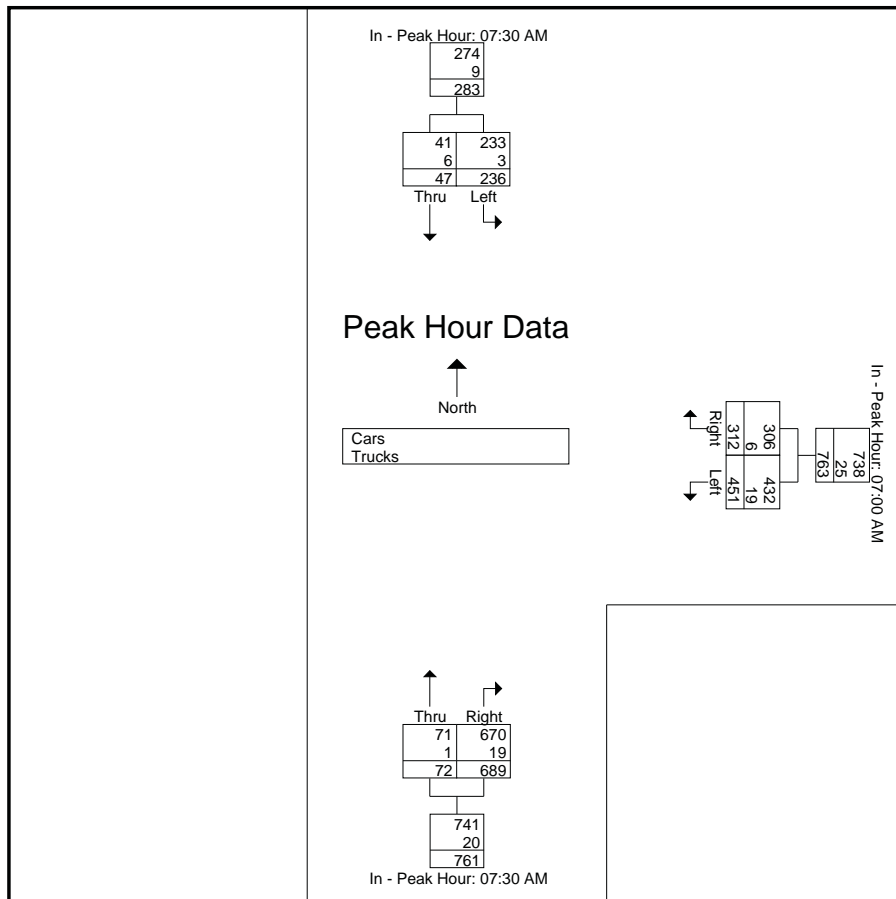 In - Peak Hour: 07:30 AM
274
9
283
41 233
6 3
47 236
Thru Left
Peak Hour Data
North
Cars
Trucks
Right
312
6
306
Left
451
19
432
763
25
738
In - Peak Hour: 07:00 AM
Thru Right
71 670
1 19
72 689
741
20
761
In - Peak Hour: 07:30 AM